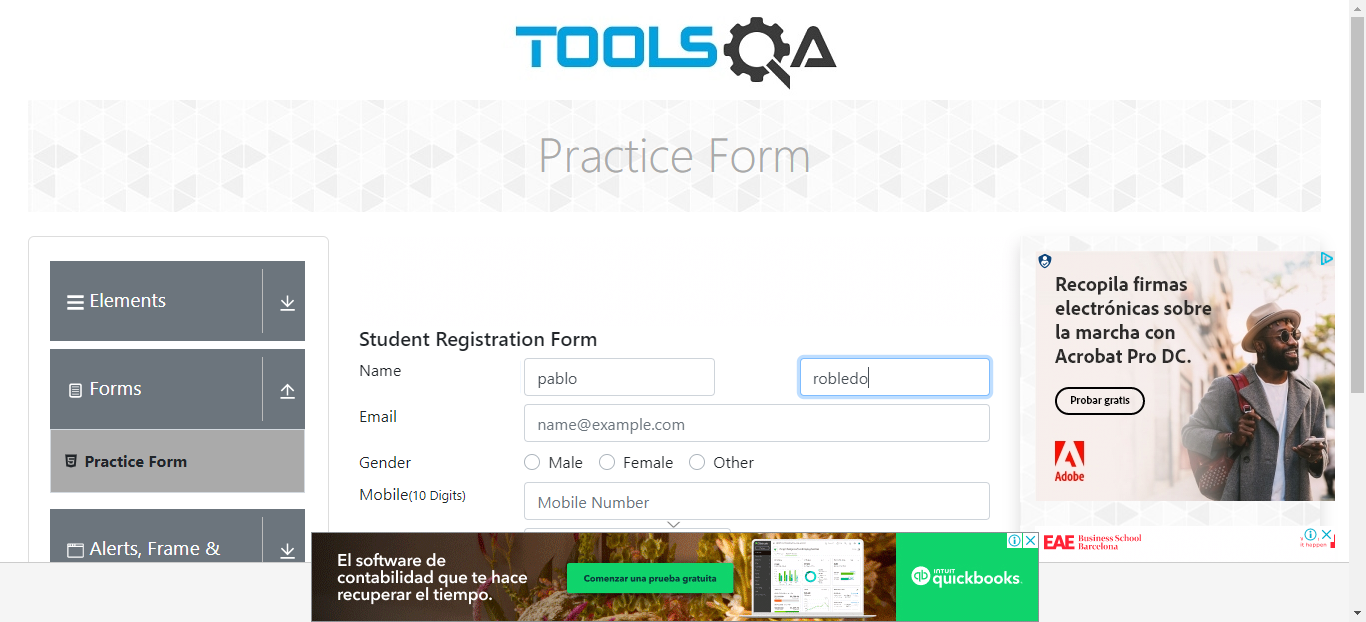 TOOLSQA
Practice Form
Elements
Forms
Practice Form
Alerts, Frame &
Student Registration Form
Name
pablo
robledo
Email
name@example.com
Gender
Male
Female
Other
Mobile(10 Digits)
Mobile Number
Recopila firmas
electrónicas sobre
la marcha con
Acrobat Pro DC.
Probar gratis
Adobe
EAE Business School
Barcelona
it happen
El software de
contabilidad que te hace
recuperar el tiempo.
Comenzar una prueba gratuita
INTUIT
quickbooks.